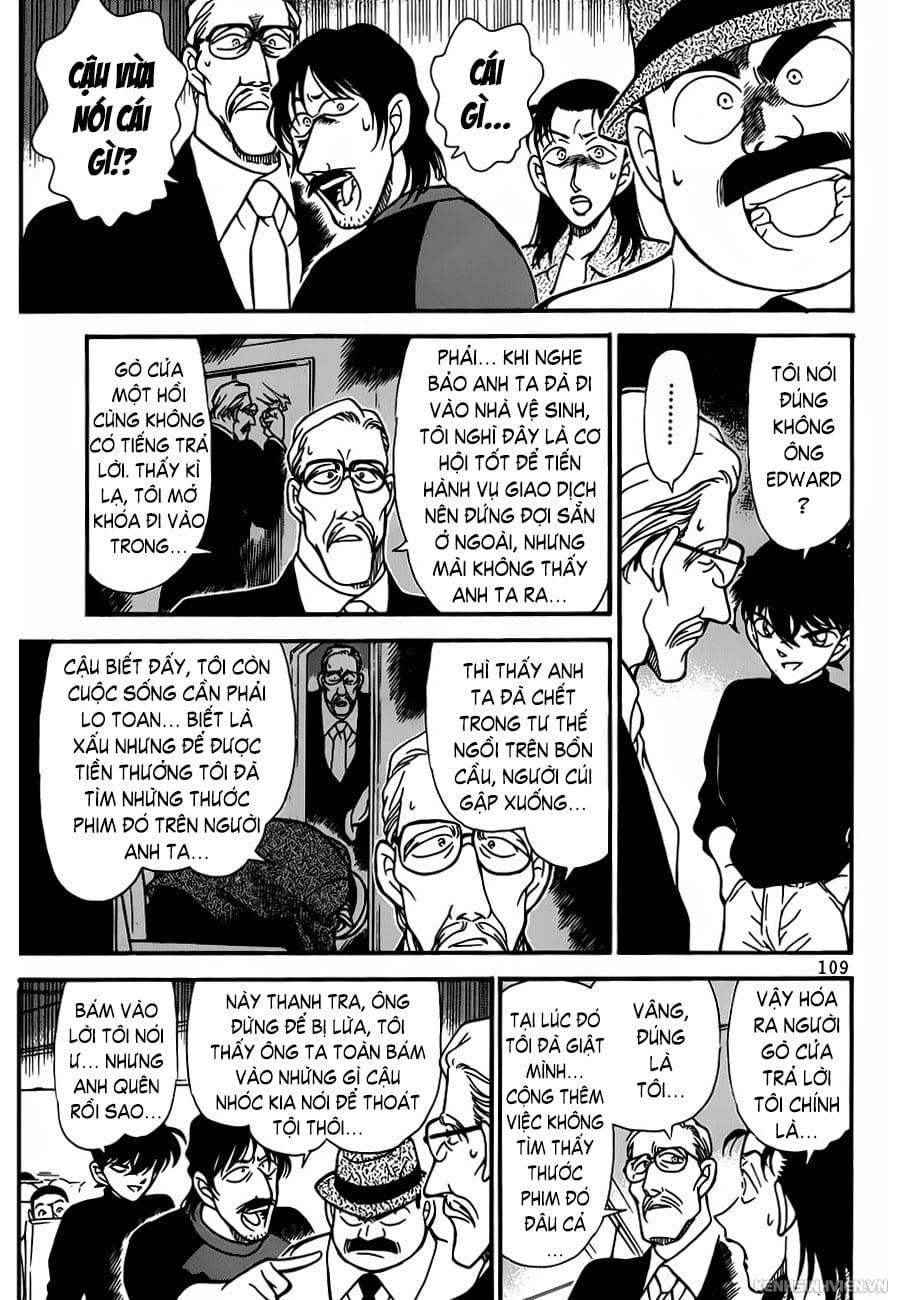 CÁI
GÌ...
CẬU VỪA
NÓI CÁI
GÌ!?
TÔI NÓI
ĐÚNG
KHÔNG
ÔNG
EDWARD
?
.........
PHẢI... KHI NGHE
BẢO ANH TA ĐÃ ĐI
VÀO NHÀ VỆ SINH,
TÔI NGHĨ ĐÂY LÀ CƠ
HỘI TỐT ĐỂ TIẾN
HÀNH VỤ GIAO DỊCH
NÊN ĐỨNG ĐỢI SẴN
Ở NGOÀI, NHƯNG
MÃI KHÔNG THẤY
ANH TA RA...
GÕ CỬA
MỘT HỒI
CŨNG KHÔNG
CÓ TIẾNG TRẢ
LỜI. THẤY KÌ
LẠ, TÔI MỞ
KHÓA ĐI VÀO
TRONG...
THÌ THẤY ANH
TA ĐÃ CHẾT
TRONG TƯ THẾ
NGỒI TRÊN BỒN
CẦU, NGƯỜI CÚI
GẬP XUỐNG...
CẬU BIẾT ĐẤY, TÔI CÒN
CUỘC SỐNG CẦN PHẢI
LO TOAN... BIẾT LÀ
XẤU NHƯNG ĐỂ ĐƯỢC
TIỀN THƯỞNG TÔI ĐÃ
TÌM NHỮNG THƯỚC
PHIM ĐÓ TRÊN NGƯỜI
ANH TA...
109
VẬY HÓA
RA NGƯỜI
GÕ CỬA
TRẢ LỜI
TÔI CHÍNH
LÀ...
VÂNG,
ĐÚNG
LÀ
TÔI...
TẠI LÚC ĐÓ
TÔI ĐÃ GIẬT
MÌNH...
CỘNG THÊM
VIỆC KHÔNG
TÌM THẤY
THƯỚC
PHIM ĐÓ
ĐÂU CẢ
...
NÀY THANH TRA, ÔNG
ĐỪNG ĐỂ BỊ LỪA, TÔI
THẤY ÔNG TA TOÀN BÁM
VÀO NHỮNG GÌ CẬU
NHÓC KIA NÓI ĐỂ THOÁT
TỘI THÔI...
BÁM VÀO
LỜI TÔI NÓI
Ư... NHƯNG
ANH QUÊN
RỒI SAO...
KENHSINHVIEN.VN